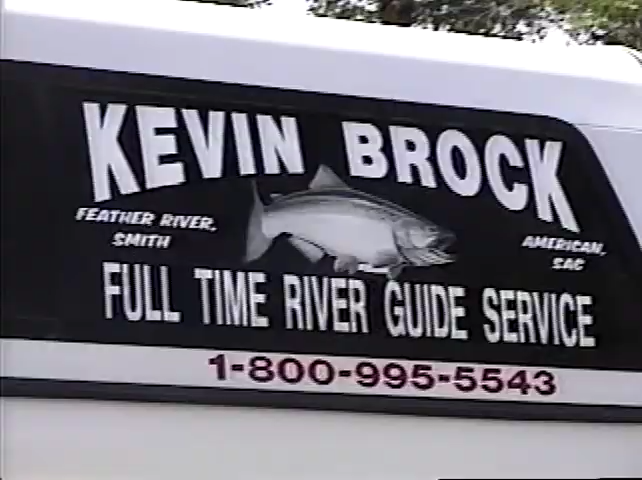 KEVIN BROCK
FEATHER RIVER,
SMITH
AMERICAN,
SAC
FULL TIME RIVER GUIDE SERVICE
1-800-995-5543